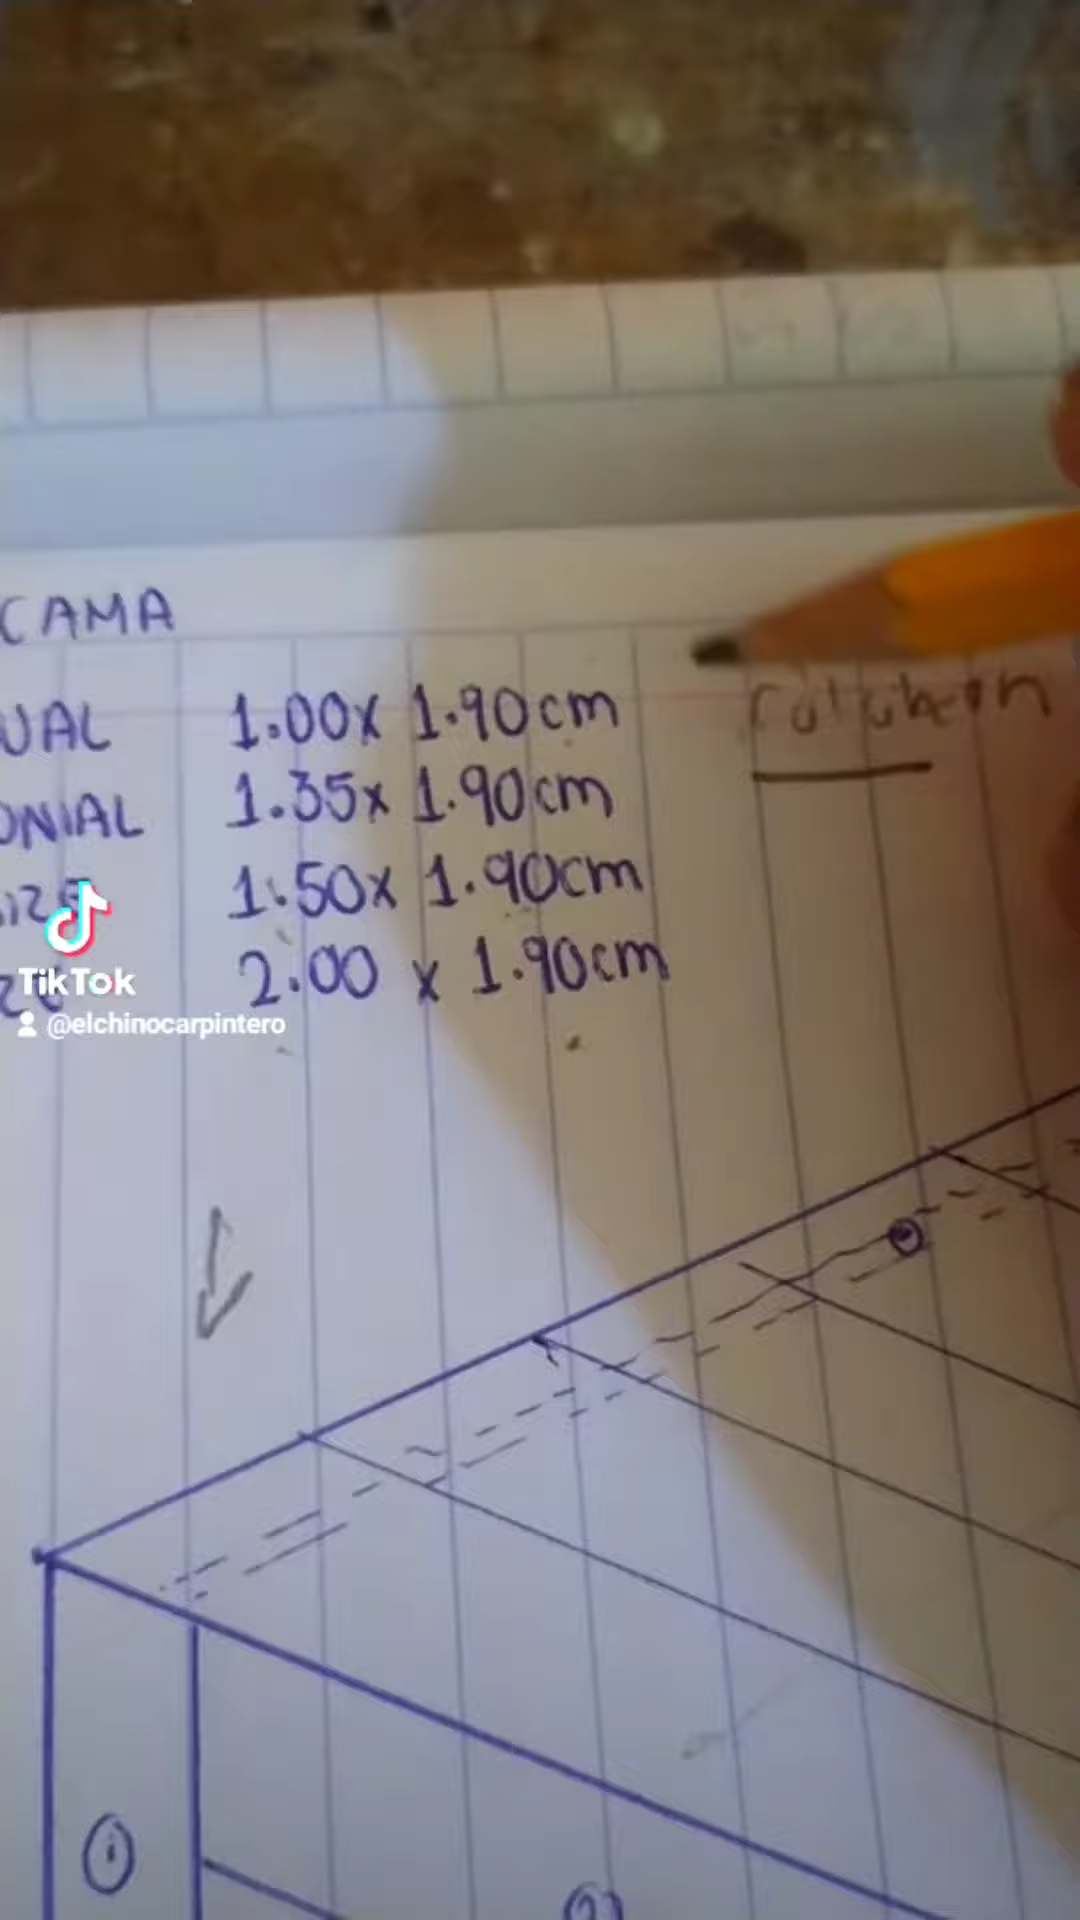 CAMA
UAL 1.00x 1.90cm
ONIAL 1.35x 1.90cm
1.50x 1.90cm
2.00 x 1.90cm
TikTok
@elchinocarpintero
1